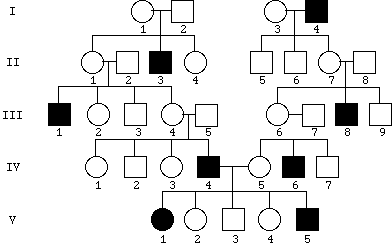 I
1 2 3 4
II
1 2 3 4 5 6 7 8
III
1 2 3 4 5 6 7 8 9
IV
1 2 3 4 5 6 7
V
1 2 3 4 5